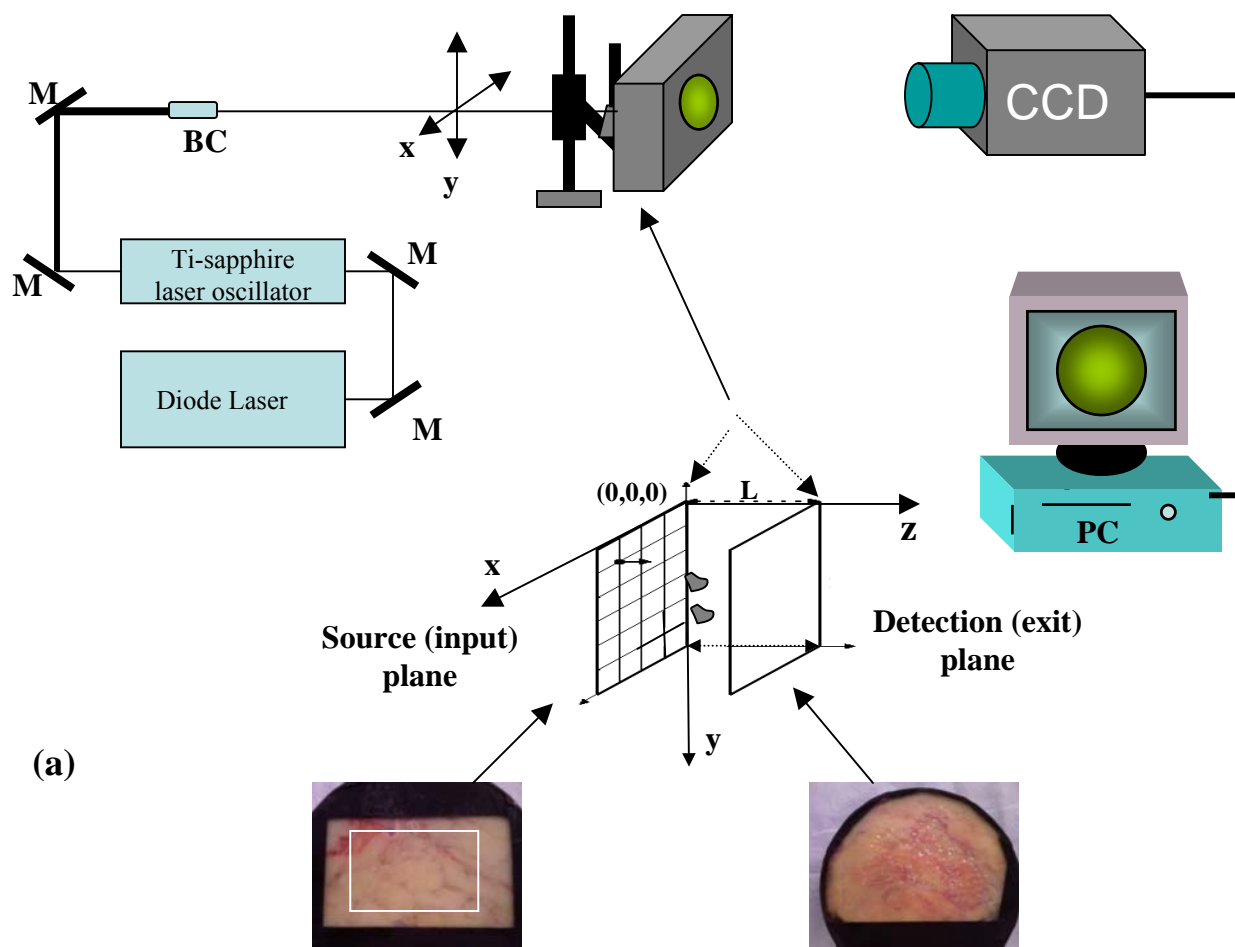 M
BC
x
y
CCD
M
Ti-sapphire
laser oscillator
M
Diode Laser
M
(0,0,0)
L
z
PC
x
Source (input)
plane
Detection (exit)
plane
y
(a)